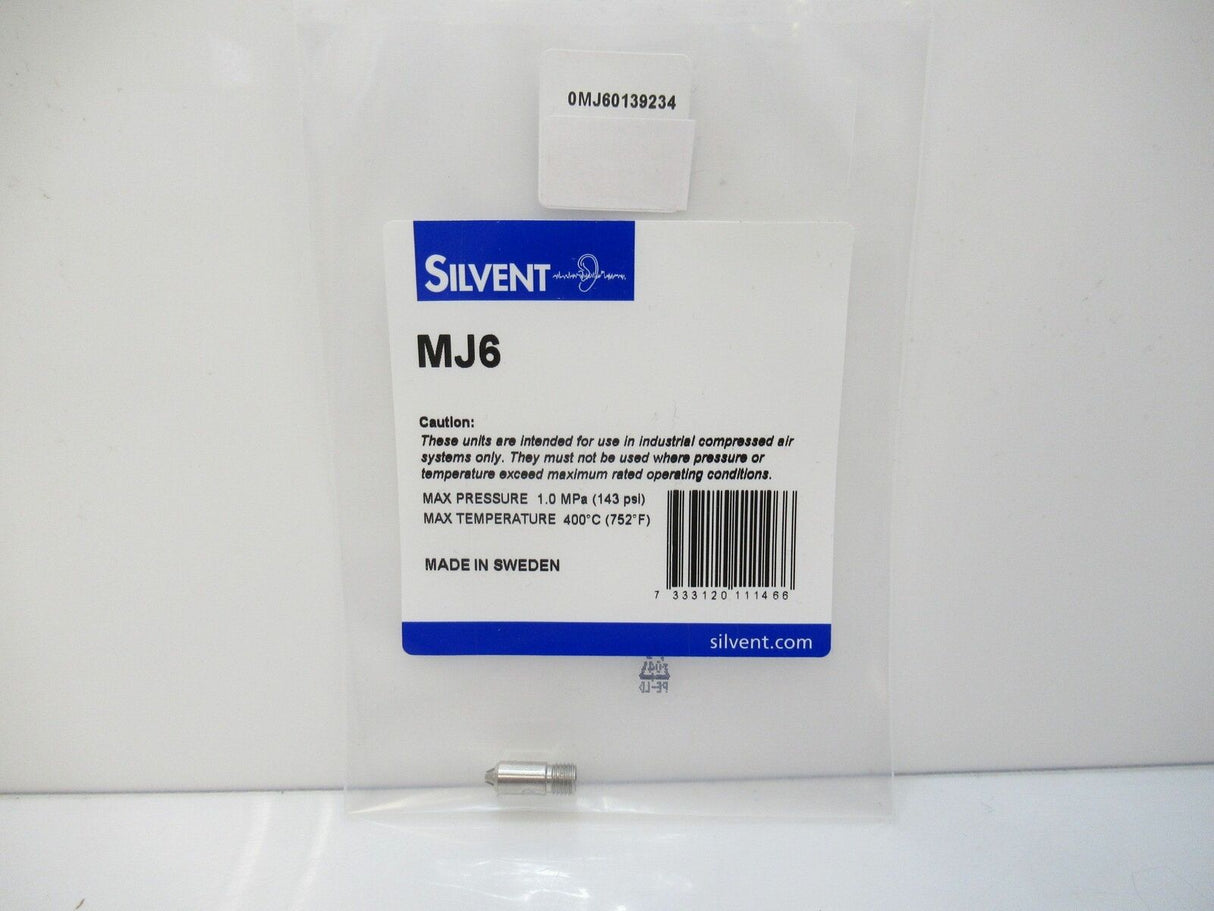 0MJ60139234
SILVENT
MJ6
Caution:
These units are intended for use in industrial compressed air
systems only. They must not be used where pressure or
temperature exceed maximum rated operating conditions.
MAX PRESSURE 1.0 MPa (143 psi)
MAX TEMPERATURE 400°C (752°F)
MADE IN SWEDEN
7 333120 111466
silvent.com
PE-LD